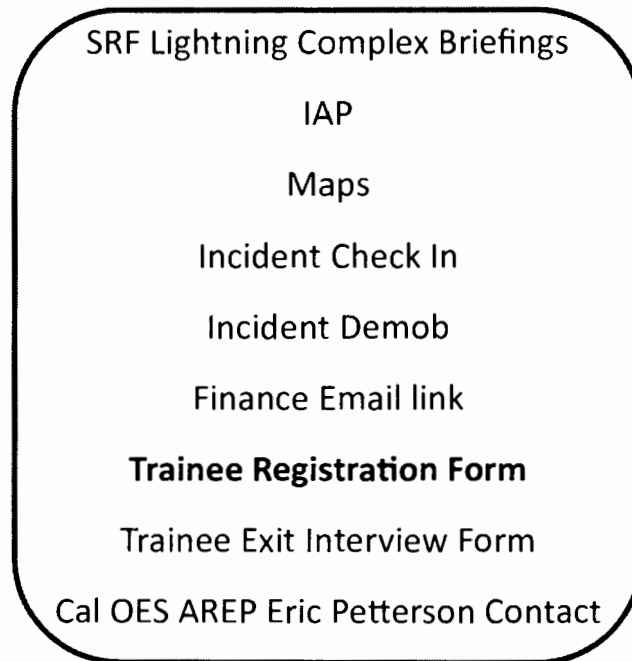 SRF Lightning Complex Briefings
IAP
Maps
Incident Check In
Incident Demob
Finance Email link
Trainee Registration Form
Trainee Exit Interview Form
Cal OES AREP Eric Petterson Contact